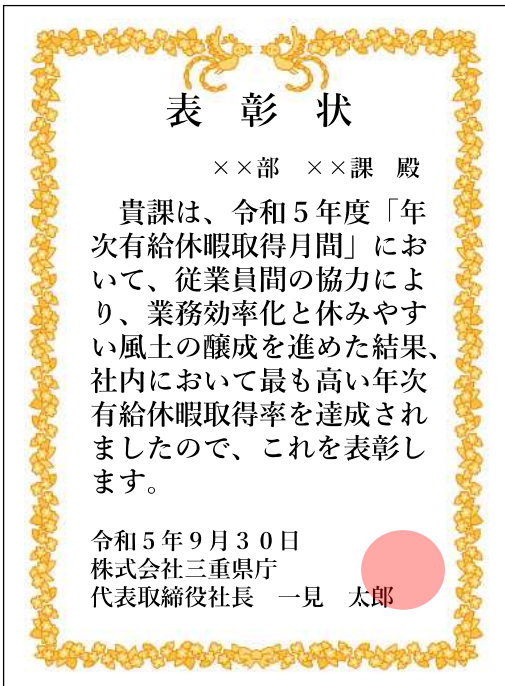 表　彰　状
××部　××課　殿
　貴課は、令和５年度「年
次有給休暇取得月間」にお
いて、従業員間の協力によ
り、業務効率化と休みやす
い風土の醸成を進めた結果、
社内において最も高い年次
有給休暇取得率を達成され
ましたので、これを表彰し
ます。
令和５年９月３０日
株式会社三重県庁
代表取締役社長　一見　太郎